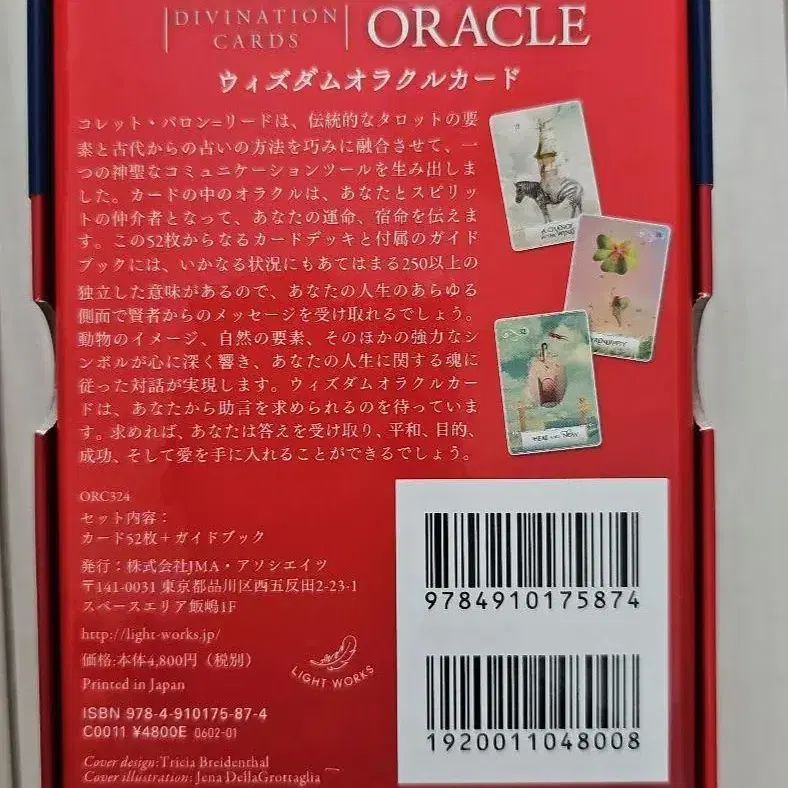 DIVINATION
CARDS
ORACLE
ウィズダムオラクルカード
コレット・バロン=リードは、伝統的なタロットの要
素と古代からの占いの方法を巧みに融合させて、一
つの神聖なコミュニケーションツールを生み出しま
した。カードの中のオラクルは、あなたとスピリッ
トの仲介者となって、あなたの運命、宿命を伝えま
す。この52枚からなるカードデッキと付属のガイド
ブックには、いかなる状況にもあてはまる250以上の
独立した意味があるので、あなたの人生のあらゆる
側面で賢者からのメッセージを受け取れるでしょう。
動物のイメージ、自然の要素、そのほかの強力なシ
ンボルが心に深く響き、あなたの人生に関する魂に
従った対話が実現します。ウィズダムオラクルカー
ドは、あなたから助言を求められるのを待っていま
す。求めれば、あなたは答えを受け取り、平和、目的、
成功、そして愛を手に入れることができるでしょう。
HERE AND NOW
ORC324
セット内容：
カード52枚＋ガイドブック
発行：株式会社JMA・アソシエイツ
〒141-0031 東京都品川区西五反田2-23-1
スペースエリア飯嶋1F
http://light-works.jp/
価格:本体4,800円（税別）
Printed in Japan
LIGHT WORKS
ISBN 978-4-910175-87-4
C0011 ¥4800E 0602-01
Cover design:Tricia Breidenthal
Cover illustration: Jena DellaGrottaglia
9784910175874
1920011048008